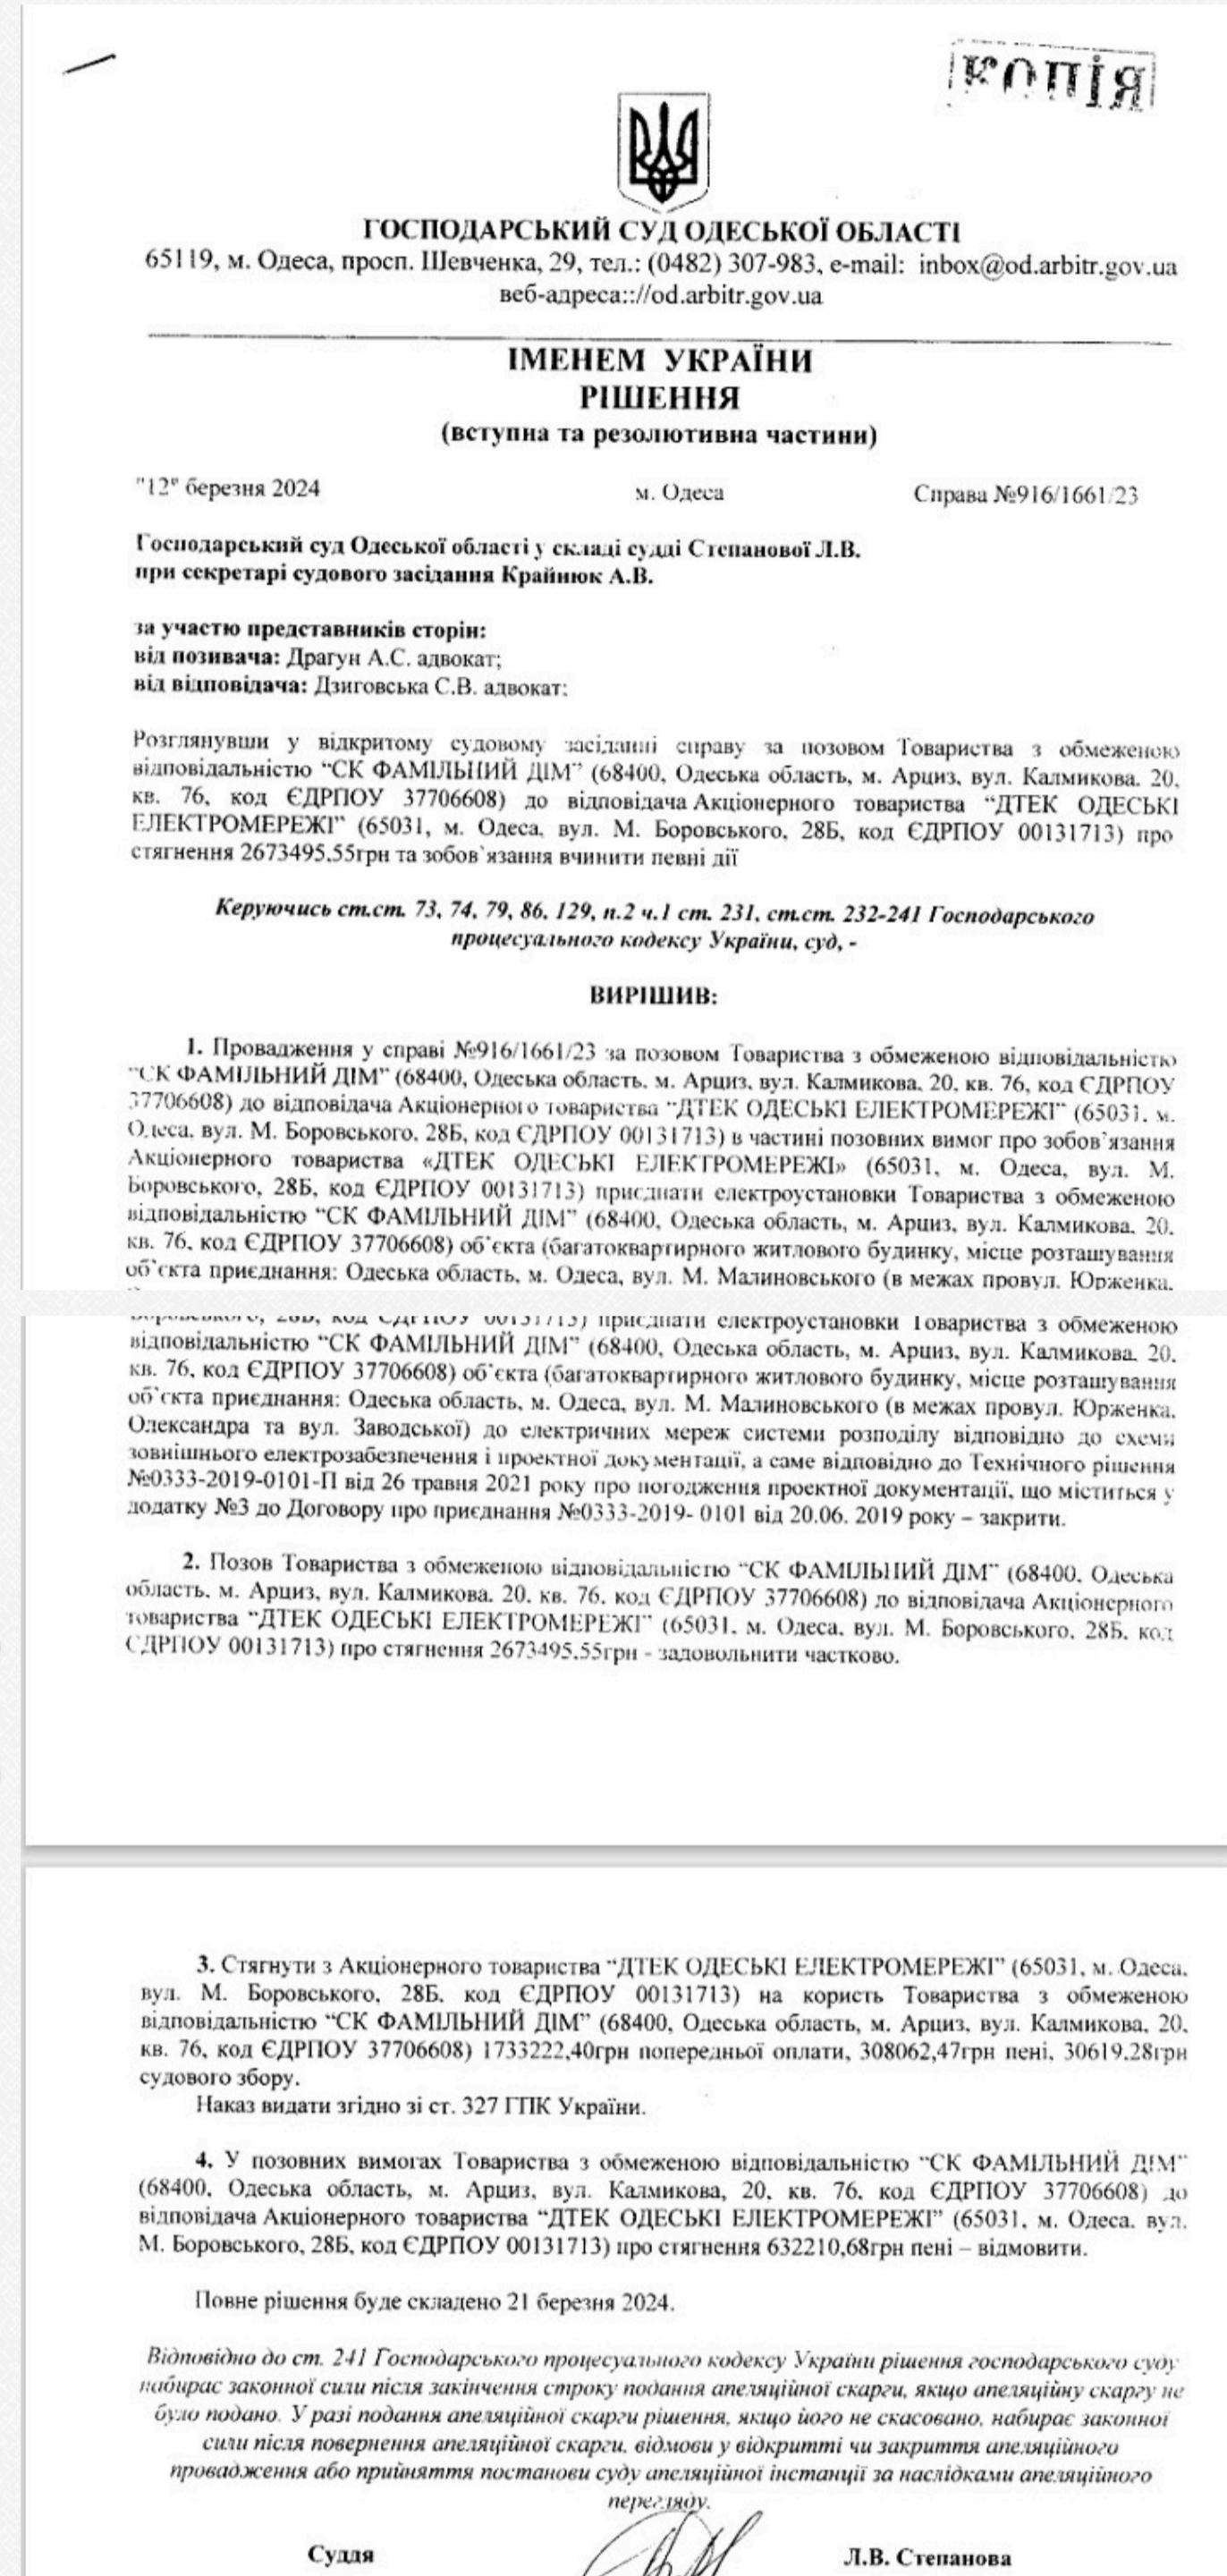 КОПІЯ
ГОСПОДАРСЬКИЙ СУД ОДЕСЬКОЇ ОБЛАСТІ
65119, м. Одеса, просп. Шевченка, 29, тел.: (0482) 307-983, e-mail: inbox@od.arbitr.gov.ua
веб-адреса:://od.arbitr.gov.ua
ІМЕНЕМ УКРАЇНИ
РІШЕННЯ
(вступна та резолютивна частини)
"12" березня 2024 м. Одеса Справа №916/1661/23
Господарський суд Одеської області у складі судді Степанової Л.В.
при секретарі судового засідання Крайнюк А.В.
за участю представників сторін:
від позивача: Драгун А.С. адвокат;
від відповідача: Дзиговська С.В. адвокат;
Розглянувши у відкритому судовому засіданні справу за позовом Товариства з обмеженою
відповідальністю “СК ФАМІЛЬНИЙ ДІМ” (68400, Одеська область, м. Арциз, вул. Калмикова. 20,
кв. 76, код ЄДРПОУ 37706608) до відповідача Акціонерного товариства “ДТЕК ОДЕСЬКІ
ЕЛЕКТРОМЕРЕЖІ” (65031, м. Одеса, вул. М. Боровського, 28Б, код ЄДРПОУ 00131713) про
стягнення 2673495.55грн та зобов`язання вчинити певні дії
Керуючись ст.ст. 73, 74, 79, 86, 129, п.2 ч.1 ст. 231, ст.ст. 232-241 Господарського
процесуального кодексу України, суд, -
ВИРІШИВ:
1. Провадження у справі №916/1661/23 за позовом Товариства з обмеженою відповідальністю
“СК ФАМІЛЬНИЙ ДІМ” (68400, Одеська область, м. Арциз, вул. Калмикова, 20, кв. 76, код ЄДРПОУ
37706608) до відповідача Акціонерного товариства “ДТЕК ОДЕСЬКІ ЕЛЕКТРОМЕРЕЖІ” (65031, м.
Одеса, вул. М. Боровського, 28Б, код ЄДРПОУ 00131713) в частині позовних вимог про зобов`язання
Акціонерного товариства «ДТЕК ОДЕСЬКІ ЕЛЕКТРОМЕРЕЖІ» (65031, м. Одеса, вул. М.
Боровського, 28Б, код ЄДРПОУ 00131713) приєднати електроустановки Товариства з обмеженою
відповідальністю “СК ФАМІЛЬНИЙ ДІМ” (68400, Одеська область, м. Арциз, вул. Калмикова, 20,
кв. 76, код ЄДРПОУ 37706608) об`єкта (багатоквартирного житлового будинку, місце розташування
об`єкта приєднання: Одеська область, м. Одеса, вул. М. Малиновського (в межах провул. Юрженка,
Боровського, 28Б, код ЄДРПОУ 00131713) приєднати електроустановки Товариства з обмеженою
відповідальністю “СК ФАМІЛЬНИЙ ДІМ” (68400, Одеська область, м. Арциз, вул. Калмикова, 20,
кв. 76, код ЄДРПОУ 37706608) об`єкта (багатоквартирного житлового будинку, місце розташування
об`єкта приєднання: Одеська область, м. Одеса, вул. М. Малиновського (в межах провул. Юрженка,
Олександра та вул. Заводської) до електричних мереж системи розподілу відповідно до схеми
зовнішнього електрозабезпечення і проектної документації, а саме відповідно до Технічного рішення
№0333-2019-0101-П від 26 травня 2021 року про погодження проектної документації, що міститься у
додатку №3 до Договору про приєднання №0333-2019- 0101 від 20.06. 2019 року – закрити.
2. Позов Товариства з обмеженою відповідальністю “СК ФАМІЛЬНИЙ ДІМ” (68400, Одеська
область, м. Арциз, вул. Калмикова, 20, кв. 76, код ЄДРПОУ 37706608) до відповідача Акціонерного
товариства “ДТЕК ОДЕСЬКІ ЕЛЕКТРОМЕРЕЖІ” (65031, м. Одеса, вул. М. Боровського, 28Б, код
ЄДРПОУ 00131713) про стягнення 2673495.55грн - задовольнити частково.
3. Стягнути з Акціонерного товариства “ДТЕК ОДЕСЬКІ ЕЛЕКТРОМЕРЕЖІ” (65031, м. Одеса,
вул. М. Боровського, 28Б, код ЄДРПОУ 00131713) на користь Товариства з обмеженою
відповідальністю “СК ФАМІЛЬНИЙ ДІМ” (68400, Одеська область, м. Арциз, вул. Калмикова, 20,
кв. 76, код ЄДРПОУ 37706608) 1733222,40грн попередньої оплати, 308062,47грн пені, 30619.28грн
судового збору.
Наказ видати згідно зі ст. 327 ГПК України.
4. У позовних вимогах Товариства з обмеженою відповідальністю “СК ФАМІЛЬНИЙ ДІМ”
(68400, Одеська область, м. Арциз, вул. Калмикова, 20, кв. 76, код ЄДРПОУ 37706608) до
відповідача Акціонерного товариства “ДТЕК ОДЕСЬКІ ЕЛЕКТРОМЕРЕЖІ” (65031, м. Одеса, вул.
М. Боровського, 28Б, код ЄДРПОУ 00131713) про стягнення 632210,68грн пені – відмовити.
Повне рішення буде складено 21 березня 2024.
Відповідно до ст. 241 Господарського процесуального кодексу України рішення господарського суду
набирає законної сили після закінчення строку подання апеляційної скарги, якщо апеляційну скаргу не
було подано. У разі подання апеляційної скарги рішення, якщо його не скасовано, набирає законної
сили після повернення апеляційної скарги, відмови у відкритті чи закриття апеляційного
провадження або прийняття постанови суду апеляційної інстанції за наслідками апеляційного
перегляду.
Суддя Л.В. Степанова